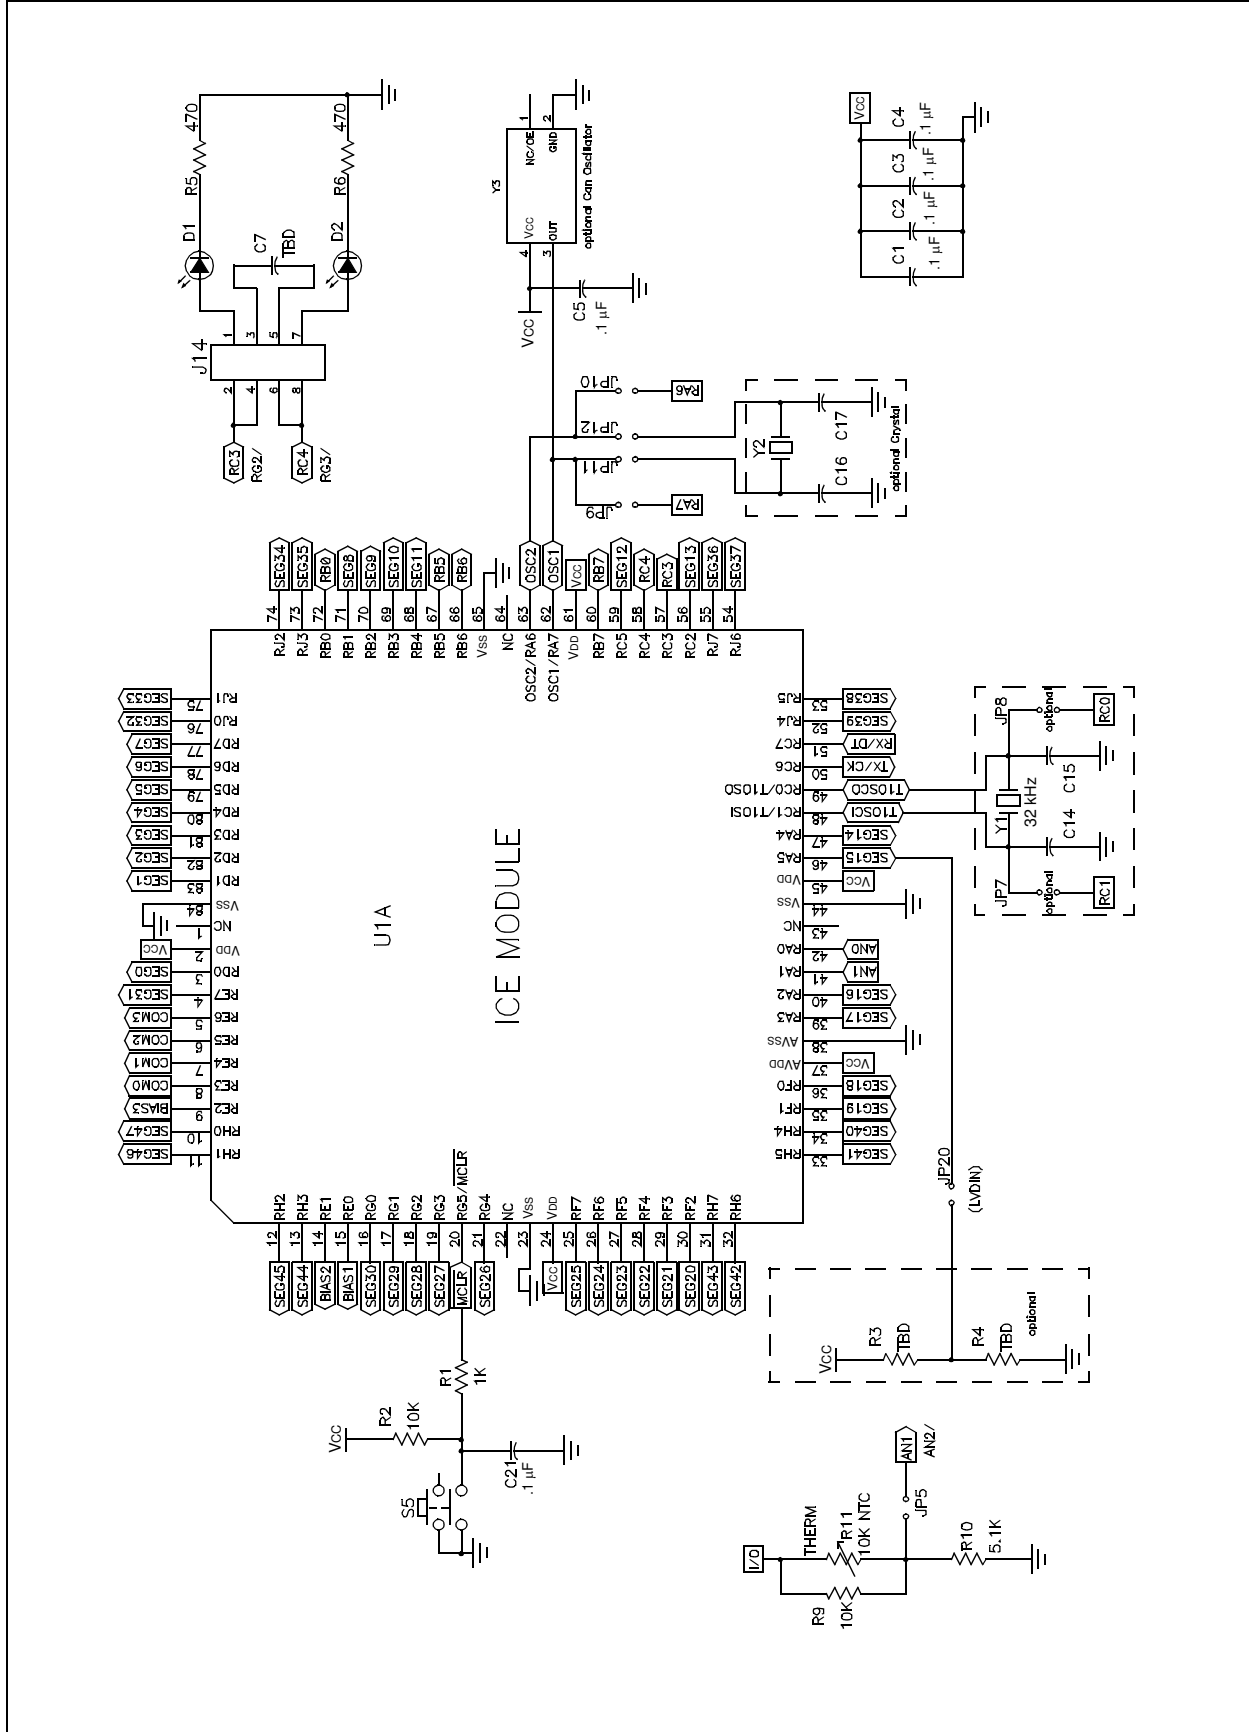 R5 470
D1
R6 470
D2
C7
TBD
J14
1
3
5
7
2
4
6
8
RC3
RG2/
RC4
RG3/
Y3
NC/OE 1
GND 2
VCC 4
OUT 3
optional Can Oscillator
VCC
C5
.1 µF
VCC
C1 .1 µF
C2 .1 µF
C3 .1 µF
C4 .1 µF
JP10
RA6
JP12
JP11
JP9
RA7
Y2
C16
C17
optional Crystal
SEG34 74 RJ2
SEG35 73 RJ3
RB0 72 RB0
SEG8 71 RB1
SEG9 70 RB2
SEG10 69 RB3
SEG11 68 RB4
RB5 67 RB5
RB6 66 RB6
65 VSS
64 NC
OSC2 63 OSC2/RA6
OSC1 62 OSC1/RA7
VCC 61 VDD
RB7 60 RB7
SEG12 59 RC5
RC4 58 RC4
RC3 57 RC3
SEG13 56 RC2
SEG36 55 RJ7
SEG37 54 RJ6
SEG33 75 RJ1
SEG32 76 RJ0
SEG7 77 RD7
SEG6 78 RD6
SEG5 79 RD5
SEG4 80 RD4
SEG3 81 RD3
SEG2 82 RD2
SEG1 83 RD1
84 VSS
1 NC
VCC 2 VDD
SEG0 3 RD0
SEG31 4 RE7
COM3 5 RE6
COM2 6 RE5
COM1 7 RE4
COM0 8 RE3
BIAS3 9 RE2
SEG47 10 RH0
SEG46 11 RH1
U1A
ICE MODULE
RJ5 53 SEG38
RJ4 52 SEG39
RC7 51 RX/DT
RC6 50 TX/CK
RC0/T1OSO 49 T1OSCO
RC1/T1OSI 48 T1OSCI
RA4 47 SEG14
RA5 46 SEG15
VDD 45 VCC
VSS 44
NC 43
RA0 42 AN0
RA1 41 AN1
RA2 40 SEG16
RA3 39 SEG17
AVSS 38
AVDD 37 VCC
RF0 36 SEG18
RF1 35 SEG19
RH4 34 SEG40
RH5 33 SEG41
JP8
optional
RC0
C15
Y1
32 kHz
C14
JP7
optional
RC1
RH2 12 SEG45
RH3 13 SEG44
RE1 14 BIAS2
RE0 15 BIAS1
RG0 16 SEG30
RG1 17 SEG29
RG2 18 SEG28
RG3 19 SEG27
RG5/MCLR 20 MCLR
RG4 21 SEG26
NC 22
VSS 23
VDD 24 VCC
RF7 25 SEG25
RF6 26 SEG24
RF5 27 SEG23
RF4 28 SEG22
RF3 29 SEG21
RF2 30 SEG20
RH7 31 SEG43
RH6 32 SEG42
JP20
(LVDIN)
VCC
R3
TBD
R4
TBD
optional
R1
1K
VCC
R2
10K
S5
C21
.1 µF
I/O
THERM
R11
10K NTC
R9
10K
R10
5.1K
JP5
AN1
AN2/